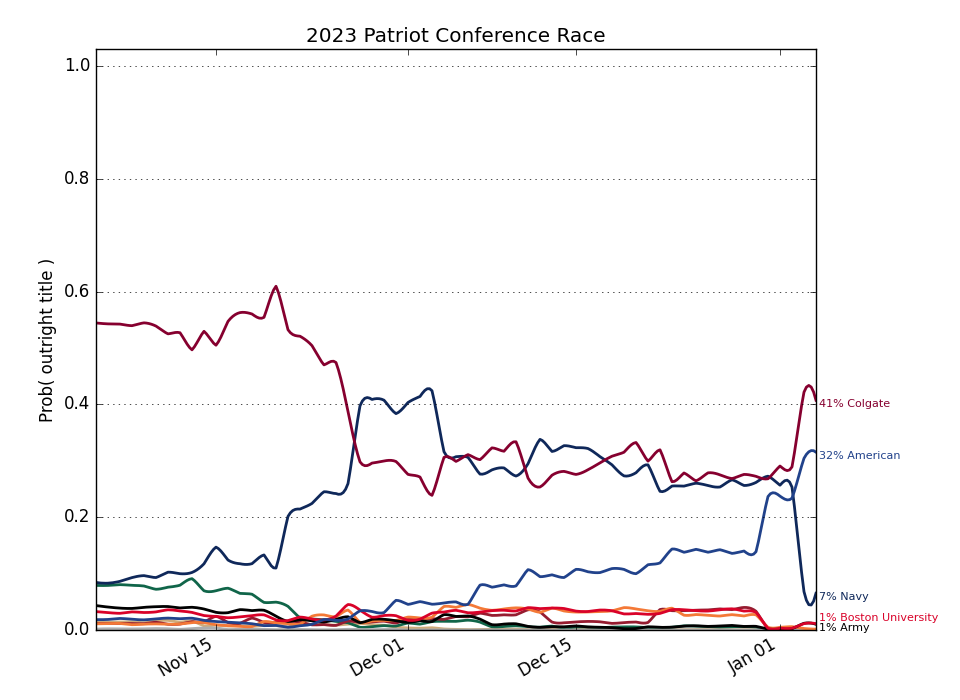 2023 Patriot Conference Race
1.0
0.8
0.6
0.4
0.2
0.0
Prob( outright title )
41% Colgate
32% American
7% Navy
1% Boston University
1% Army
Nov 15
Dec 01
Dec 15
Jan 01